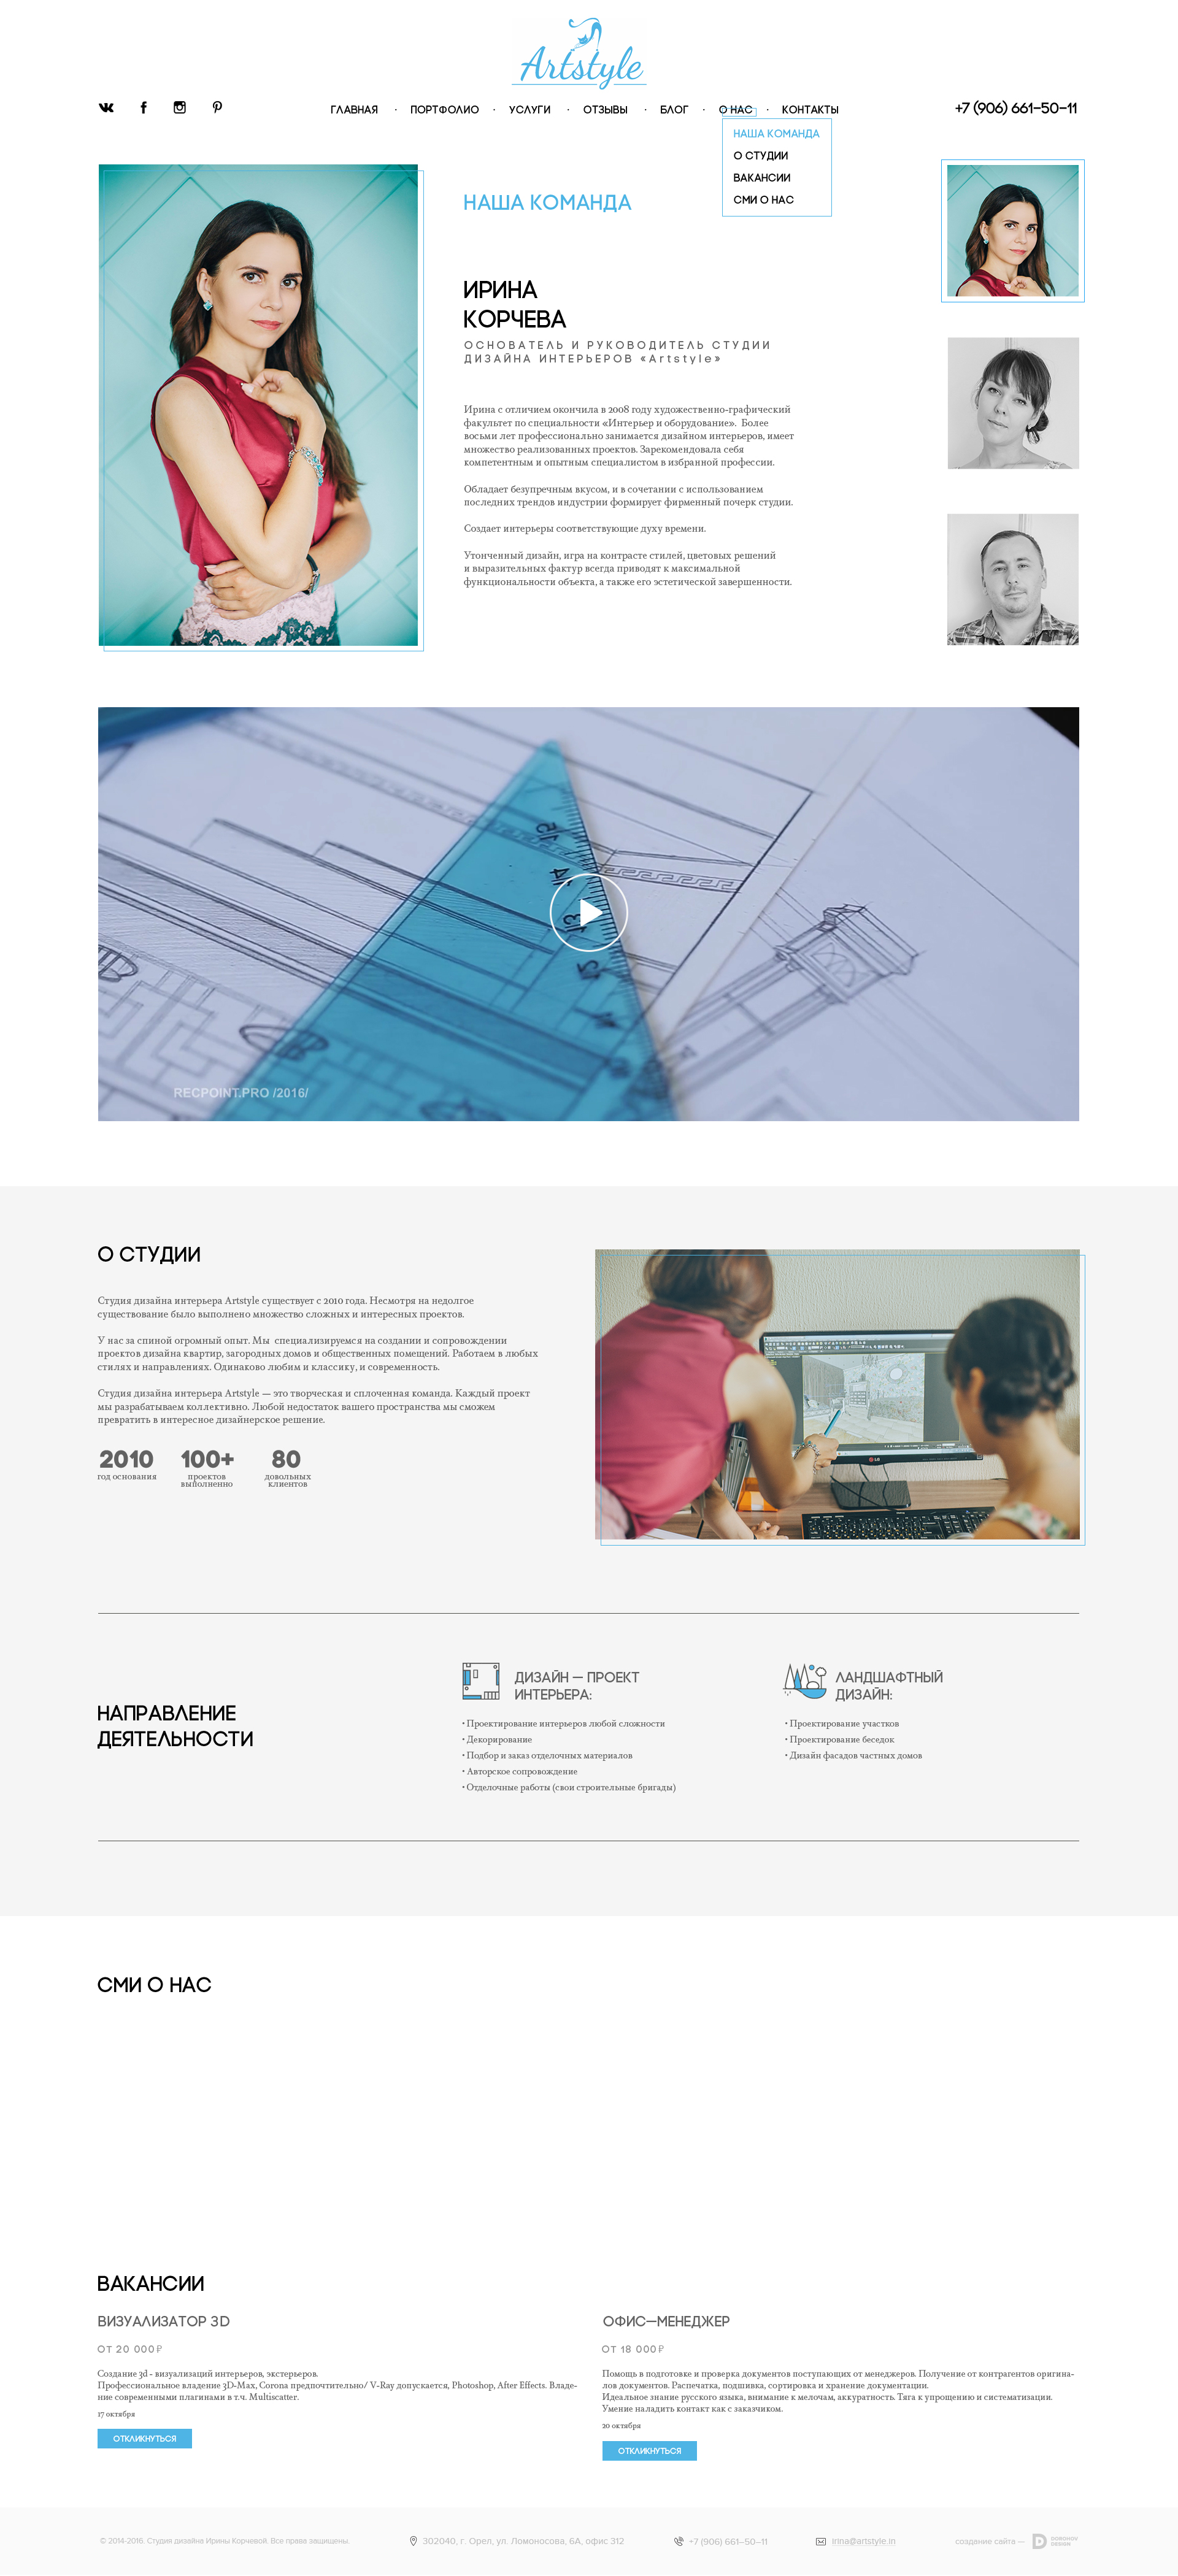 Artstyle
ГЛАВНАЯ · ПОРТФОЛИО · УСЛУГИ · ОТЗЫВЫ · БЛОГ · О НАС · КОНТАКТЫ
+7 (906) 661-50-11
НАША КОМАНДА
О СТУДИИ
ВАКАНСИИ
СМИ О НАС
НАША КОМАНДА
ИРИНА
КОРЧЕВА
ОСНОВАТЕЛЬ И РУКОВОДИТЕЛЬ СТУДИИ
ДИЗАЙНА ИНТЕРЬЕРОВ «Artstyle»
Ирина с отличием окончила в 2008 году художественно-графический
факультет по специальности «Интерьер и оборудование». Более
восьми лет профессионально занимается дизайном интерьеров, имеет
множество реализованных проектов. Зарекомендовала себя
компетентным и опытным специалистом в избранной профессии.
Обладает безупречным вкусом, и в сочетании с использованием
последних трендов индустрии формирует фирменный почерк студии.
Создает интерьеры соответствующие духу времени.
Утонченный дизайн, игра на контрасте стилей, цветовых решений
и выразительных фактур всегда приводят к максимальной
функциональности объекта, а также его эстетической завершенности.
RECPOINT.PRO /2016/
О СТУДИИ
Студия дизайна интерьера Artstyle существует с 2010 года. Несмотря на недолгое
существование было выполнено множество сложных и интересных проектов.
У нас за спиной огромный опыт. Мы специализируемся на создании и сопровождении
проектов дизайна квартир, загородных домов и общественных помещений. Работаем в любых
стилях и направлениях. Одинаково любим и классику, и современность.
Студия дизайна интерьера Artstyle — это творческая и сплоченная команда. Каждый проект
мы разрабатываем коллективно. Любой недостаток вашего пространства мы сможем
превратить в интересное дизайнерское решение.
2010 100+ 80
год основания проектов довольных
выполненно клиентов
LG
НАПРАВЛЕНИЕ
ДЕЯТЕЛЬНОСТИ
ДИЗАЙН — ПРОЕКТ
ИНТЕРЬЕРА:
• Проектирование интерьеров любой сложности
• Декорирование
• Подбор и заказ отделочных материалов
• Авторское сопровождение
• Отделочные работы (свои строительные бригады)
ЛАНДШАФТНЫЙ
ДИЗАЙН:
• Проектирование участков
• Проектирование беседок
• Дизайн фасадов частных домов
СМИ О НАС
ВАКАНСИИ
ВИЗУАЛИЗАТОР 3D
ОТ 20 000₽
Создание 3d - визуализаций интерьеров, экстерьеров.
Профессиональное владение 3D-Max, Corona предпочтительно/ V-Ray допускается, Photoshop, After Effects. Владе-
ние современными плагинами в т.ч. Multiscatter.
17 октября
ОТКЛИКНУТЬСЯ
ОФИС—МЕНЕДЖЕР
ОТ 18 000₽
Помощь в подготовке и проверка документов поступающих от менеджеров. Получение от контрагентов оригина-
лов документов. Распечатка, подшивка, сортировка и хранение документации.
Идеальное знание русского языка, внимание к мелочам, аккуратность. Тяга к упрощению и систематизации.
Умение наладить контакт как с заказчиком.
20 октября
ОТКЛИКНУТЬСЯ
© 2014-2016. Студия дизайна Ирины Корчевой. Все права защищены.
302040, г. Орел, ул. Ломоносова, 6А, офис 312
+7 (906) 661-50-11
irina@artstyle.in
создание сайта —
DOROHOV
DESIGN